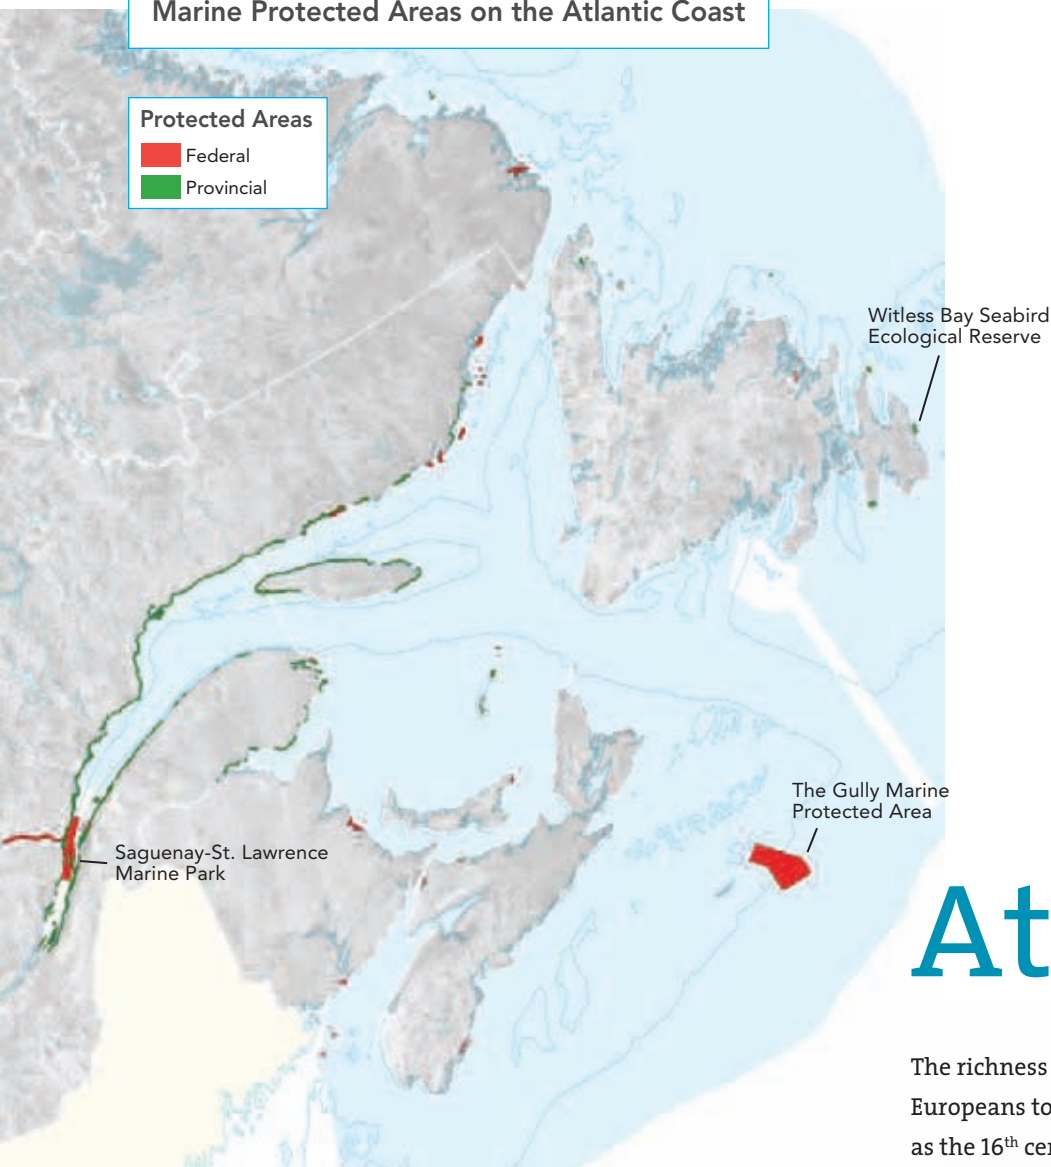 Marine Protected Areas on the Atlantic Coast
Protected Areas
Federal
Provincial
Witless Bay Seabird
Ecological Reserve
The Gully Marine
Protected Area
Saguenay-St. Lawrence
Marine Park
At
The richness
Europeans to
as the 16th cen